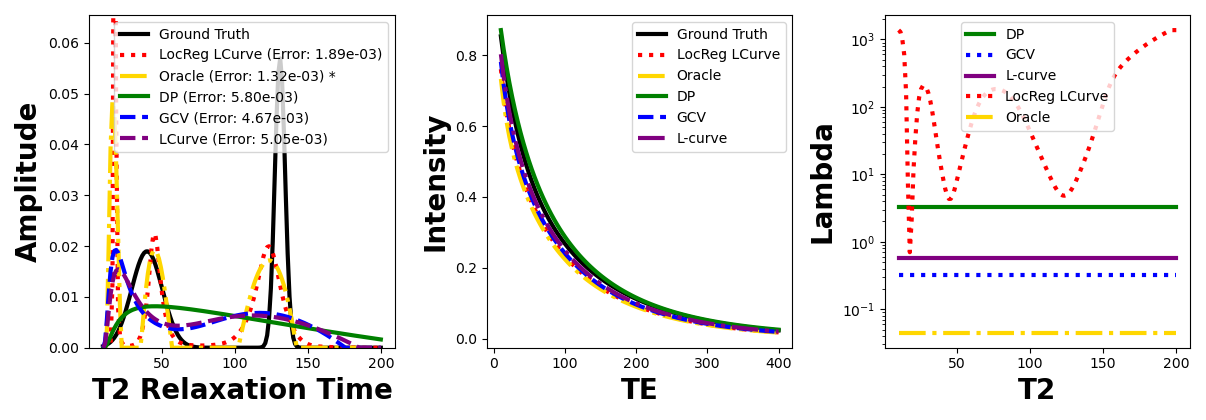 Amplitude
0.06
0.05
0.04
0.03
0.02
0.01
0.00
Ground Truth
LocReg LCurve (Error: 1.89e-03)
Oracle (Error: 1.32e-03) *
DP (Error: 5.80e-03)
GCV (Error: 4.67e-03)
LCurve (Error: 5.05e-03)
50 100 150 200
T2 Relaxation Time
Intensity
0.8
0.6
0.4
0.2
0.0
Ground Truth
LocReg LCurve
Oracle
DP
GCV
L-curve
0 100 200 300 400
TE
Lambda
10³
10²
10¹
10⁰
10⁻¹
DP
GCV
L-curve
LocReg LCurve
Oracle
50 100 150 200
T2